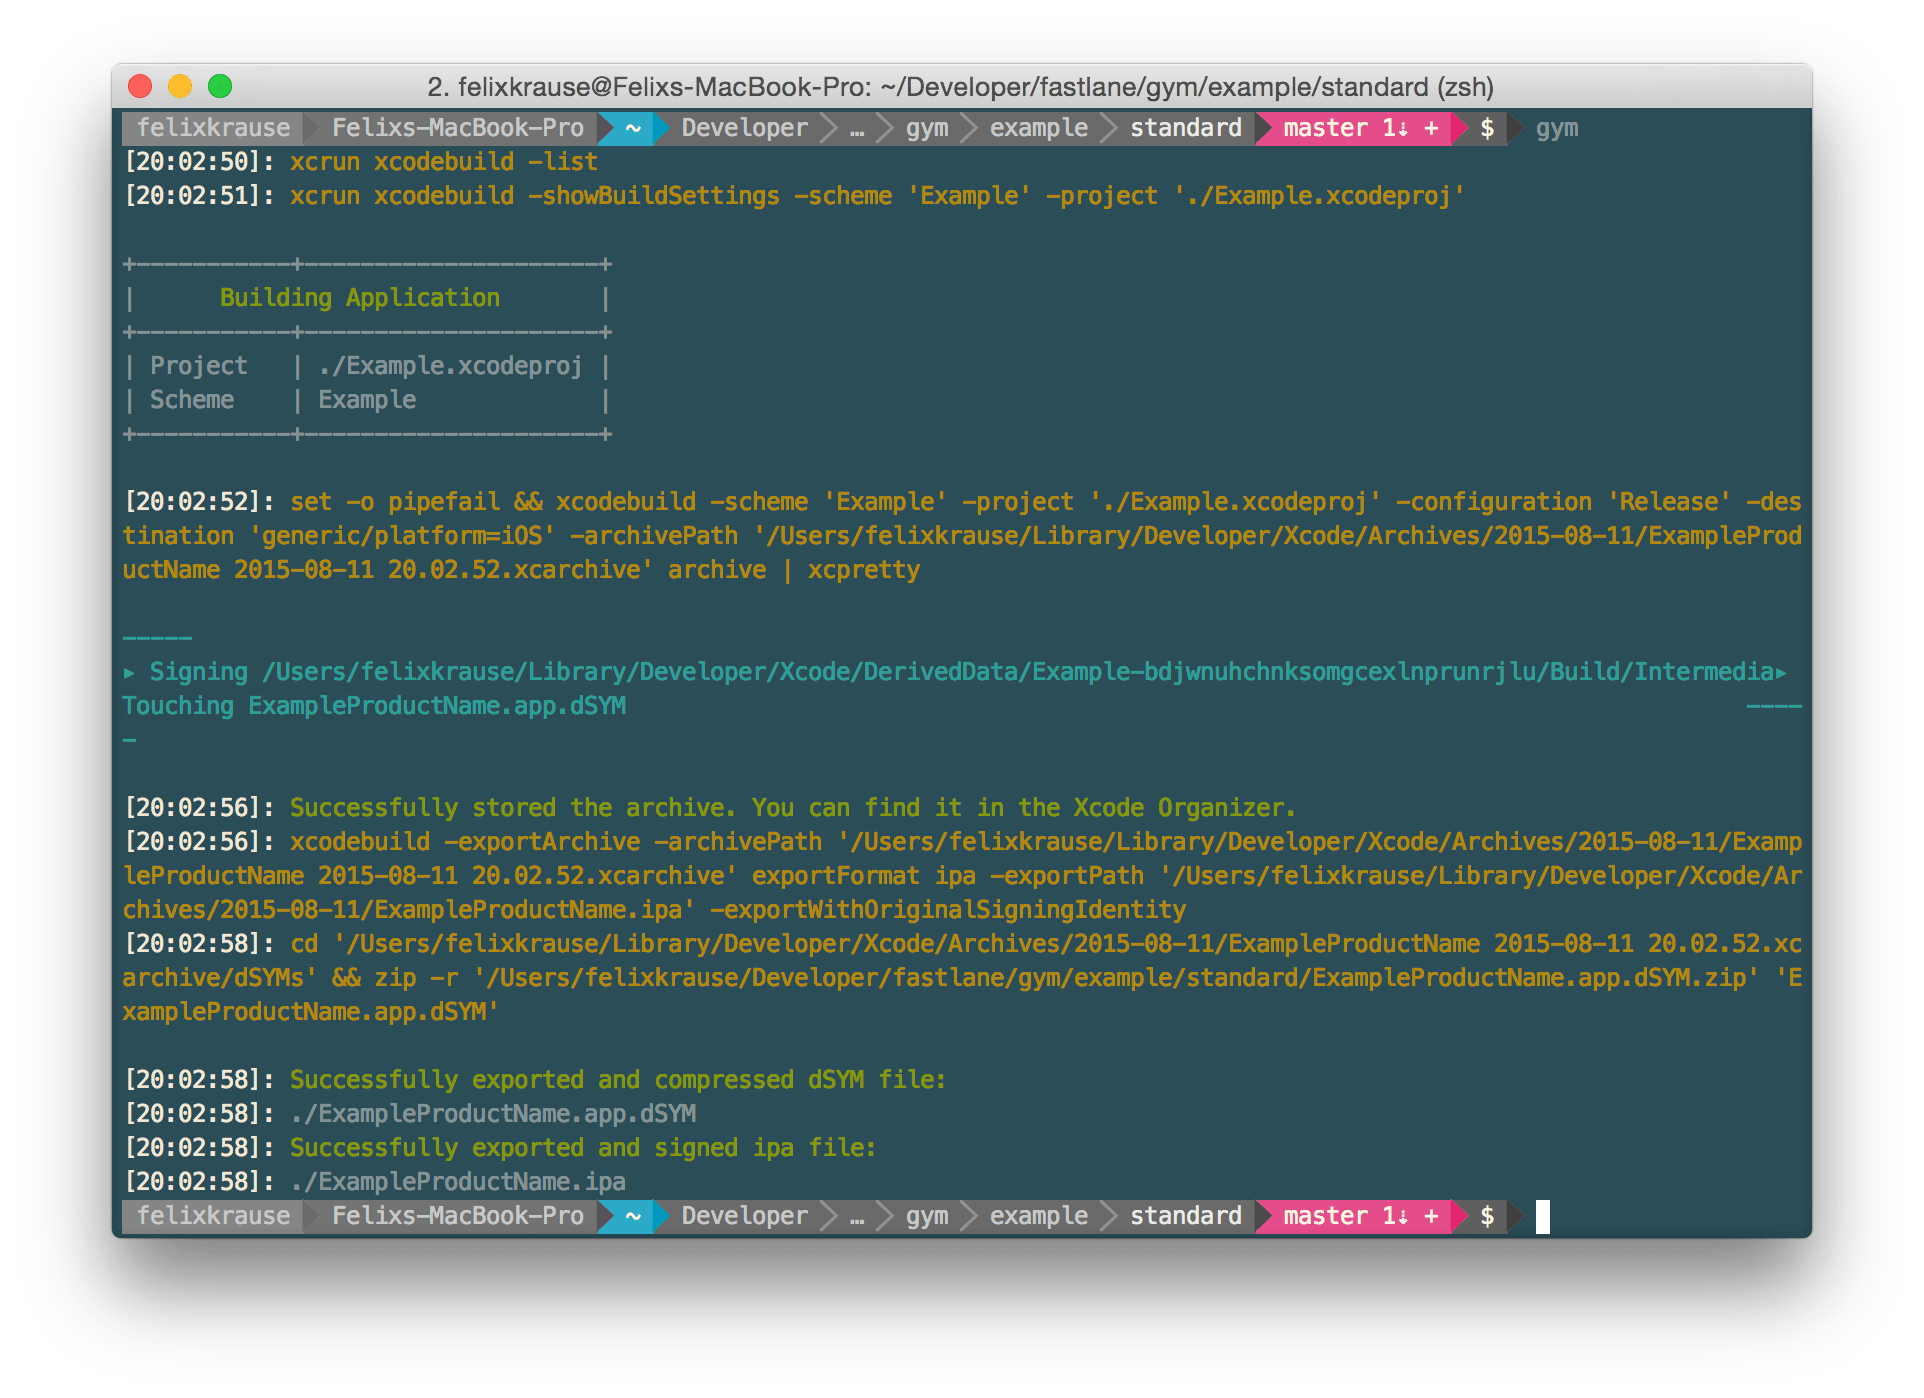 2. felixkrause@Felixs-MacBook-Pro: ~/Developer/fastlane/gym/example/standard (zsh)
felixkrause Felixs-MacBook-Pro ~ Developer … gym example standard master 1↓ + $ gym
[20:02:50]: xcrun xcodebuild -list
[20:02:51]: xcrun xcodebuild -showBuildSettings -scheme 'Example' -project './Example.xcodeproj'
+-----------+---------------------+
| Building Application |
+-----------+---------------------+
| Project | ./Example.xcodeproj |
| Scheme | Example |
+-----------+---------------------+
[20:02:52]: set -o pipefail && xcodebuild -scheme 'Example' -project './Example.xcodeproj' -configuration 'Release' -des
tination 'generic/platform=iOS' -archivePath '/Users/felixkrause/Library/Developer/Xcode/Archives/2015-08-11/ExampleProd
uctName 2015-08-11 20.02.52.xcarchive' archive | xcpretty
-----
▸ Signing /Users/felixkrause/Library/Developer/Xcode/DerivedData/Example-bdjwnuhchnksomgcexlnprunrjlu/Build/Intermedia▸
Touching ExampleProductName.app.dSYM ----
-
[20:02:56]: Successfully stored the archive. You can find it in the Xcode Organizer.
[20:02:56]: xcodebuild -exportArchive -archivePath '/Users/felixkrause/Library/Developer/Xcode/Archives/2015-08-11/Examp
leProductName 2015-08-11 20.02.52.xcarchive' exportFormat ipa -exportPath '/Users/felixkrause/Library/Developer/Xcode/Ar
chives/2015-08-11/ExampleProductName.ipa' -exportWithOriginalSigningIdentity
[20:02:58]: cd '/Users/felixkrause/Library/Developer/Xcode/Archives/2015-08-11/ExampleProductName 2015-08-11 20.02.52.xc
archive/dSYMs' && zip -r '/Users/felixkrause/Developer/fastlane/gym/example/standard/ExampleProductName.app.dSYM.zip' 'E
xampleProductName.app.dSYM'
[20:02:58]: Successfully exported and compressed dSYM file:
[20:02:58]: ./ExampleProductName.app.dSYM
[20:02:58]: Successfully exported and signed ipa file:
[20:02:58]: ./ExampleProductName.ipa
felixkrause Felixs-MacBook-Pro ~ Developer … gym example standard master 1↓ + $